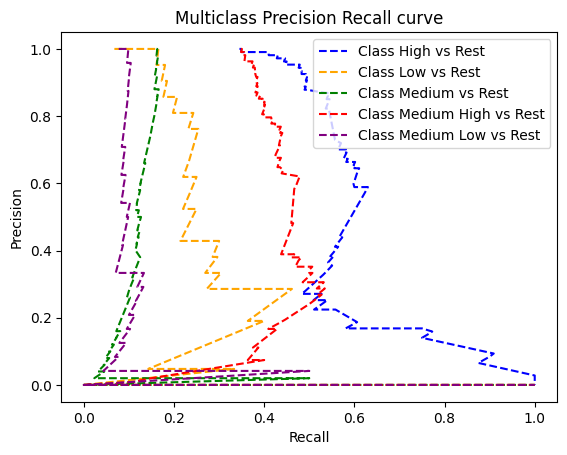 Multiclass Precision Recall curve
Class High vs Rest
Class Low vs Rest
Class Medium vs Rest
Class Medium High vs Rest
Class Medium Low vs Rest
Precision
1.0
0.8
0.6
0.4
0.2
0.0
0.0 0.2 0.4 0.6 0.8 1.0
Recall